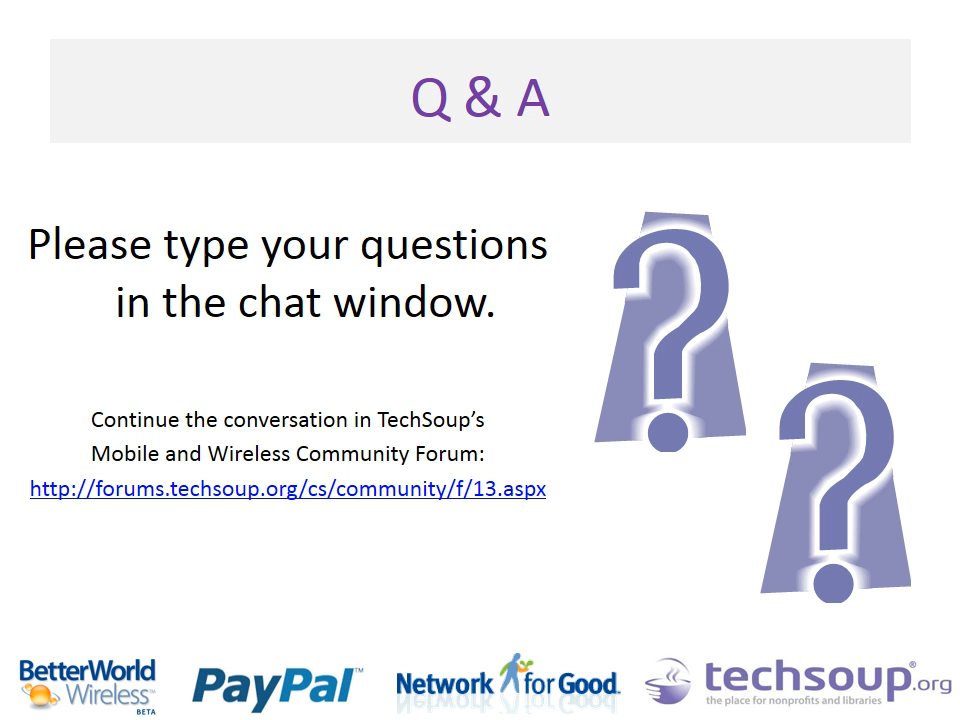 Q & A
Please type your questions
in the chat window.
Continue the conversation in TechSoup’s
Mobile and Wireless Community Forum:
http://forums.techsoup.org/cs/community/f/13.aspx
? ?
BetterWorld
Wireless™
BETA
PayPal™
Network for Good.
techsoup®.org
the place for nonprofits and libraries